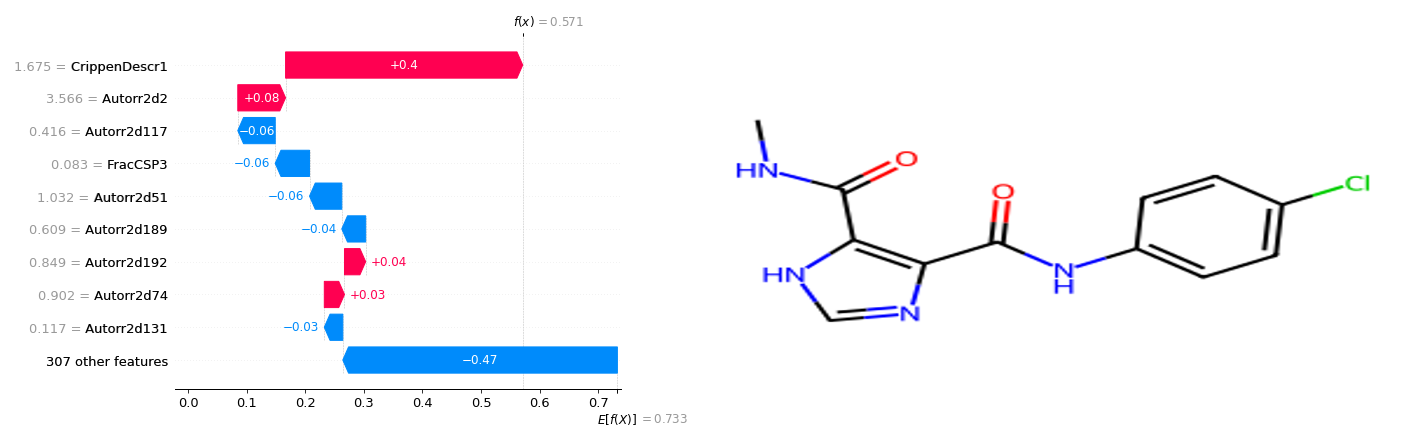 f(x) = 0.571
1.675 = CrippenDescr1
+0.4
3.566 = Autorr2d2
+0.08
0.416 = Autorr2d117
−0.06
0.083 = FracCSP3
−0.06
1.032 = Autorr2d51
−0.06
0.609 = Autorr2d189
−0.04
0.849 = Autorr2d192
+0.04
0.902 = Autorr2d74
+0.03
0.117 = Autorr2d131
−0.03
307 other features
−0.47
0.0 0.1 0.2 0.3 0.4 0.5 0.6 0.7
E[f(X)] = 0.733
HN
O
HN
N
O
N
H
Cl